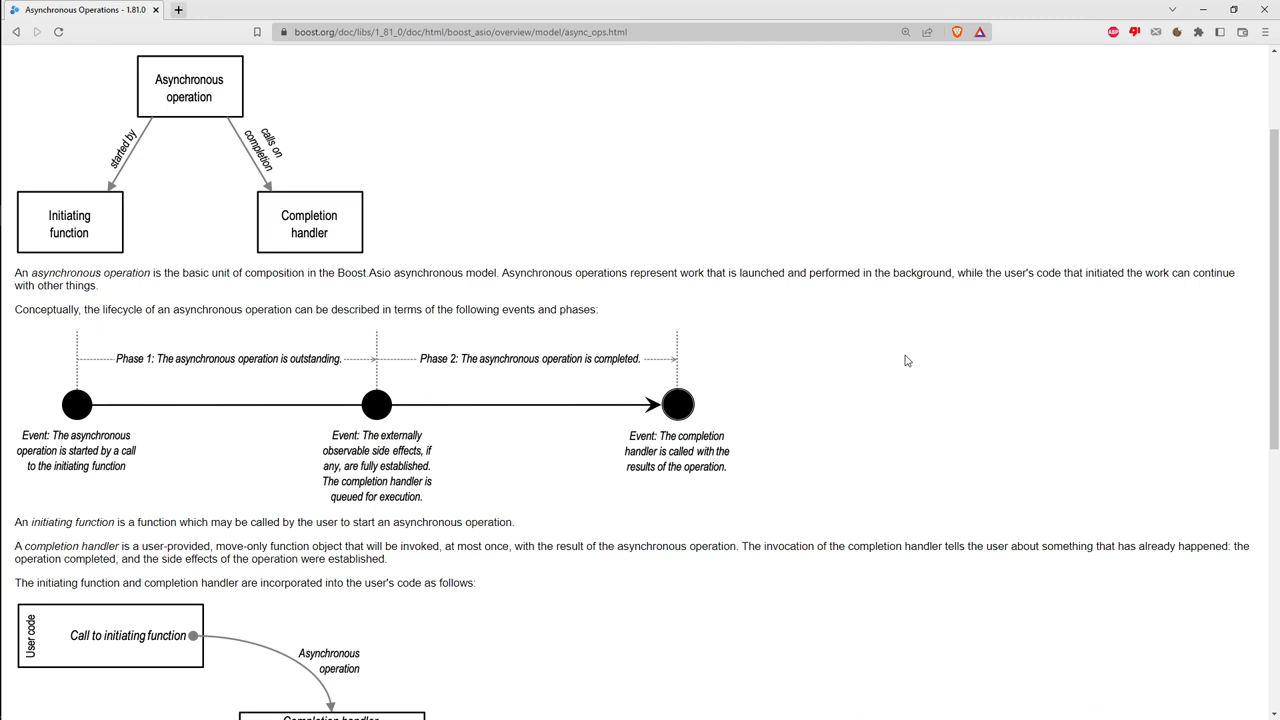 Asynchronous Operations - 1.81.0
boost.org/doc/libs/1_81_0/doc/html/boost_asio/overview/model/async_ops.html
ABP
Asynchronous
operation
started by
calls on
completion
Initiating
function
Completion
handler
An asynchronous operation is the basic unit of composition in the Boost.Asio asynchronous model. Asynchronous operations represent work that is launched and performed in the background, while the user's code that initiated the work can continue
with other things.
Conceptually, the lifecycle of an asynchronous operation can be described in terms of the following events and phases:
Phase 1: The asynchronous operation is outstanding.
Phase 2: The asynchronous operation is completed.
Event: The asynchronous
operation is started by a call
to the initiating function
Event: The externally
observable side effects, if
any, are fully established.
The completion handler is
queued for execution.
Event: The completion
handler is called with the
results of the operation.
An initiating function is a function which may be called by the user to start an asynchronous operation.
A completion handler is a user-provided, move-only function object that will be invoked, at most once, with the result of the asynchronous operation. The invocation of the completion handler tells the user about something that has already happened: the
operation completed, and the side effects of the operation were established.
The initiating function and completion handler are incorporated into the user's code as follows:
User code
Call to initiating function
Asynchronous
operation
Completion handler